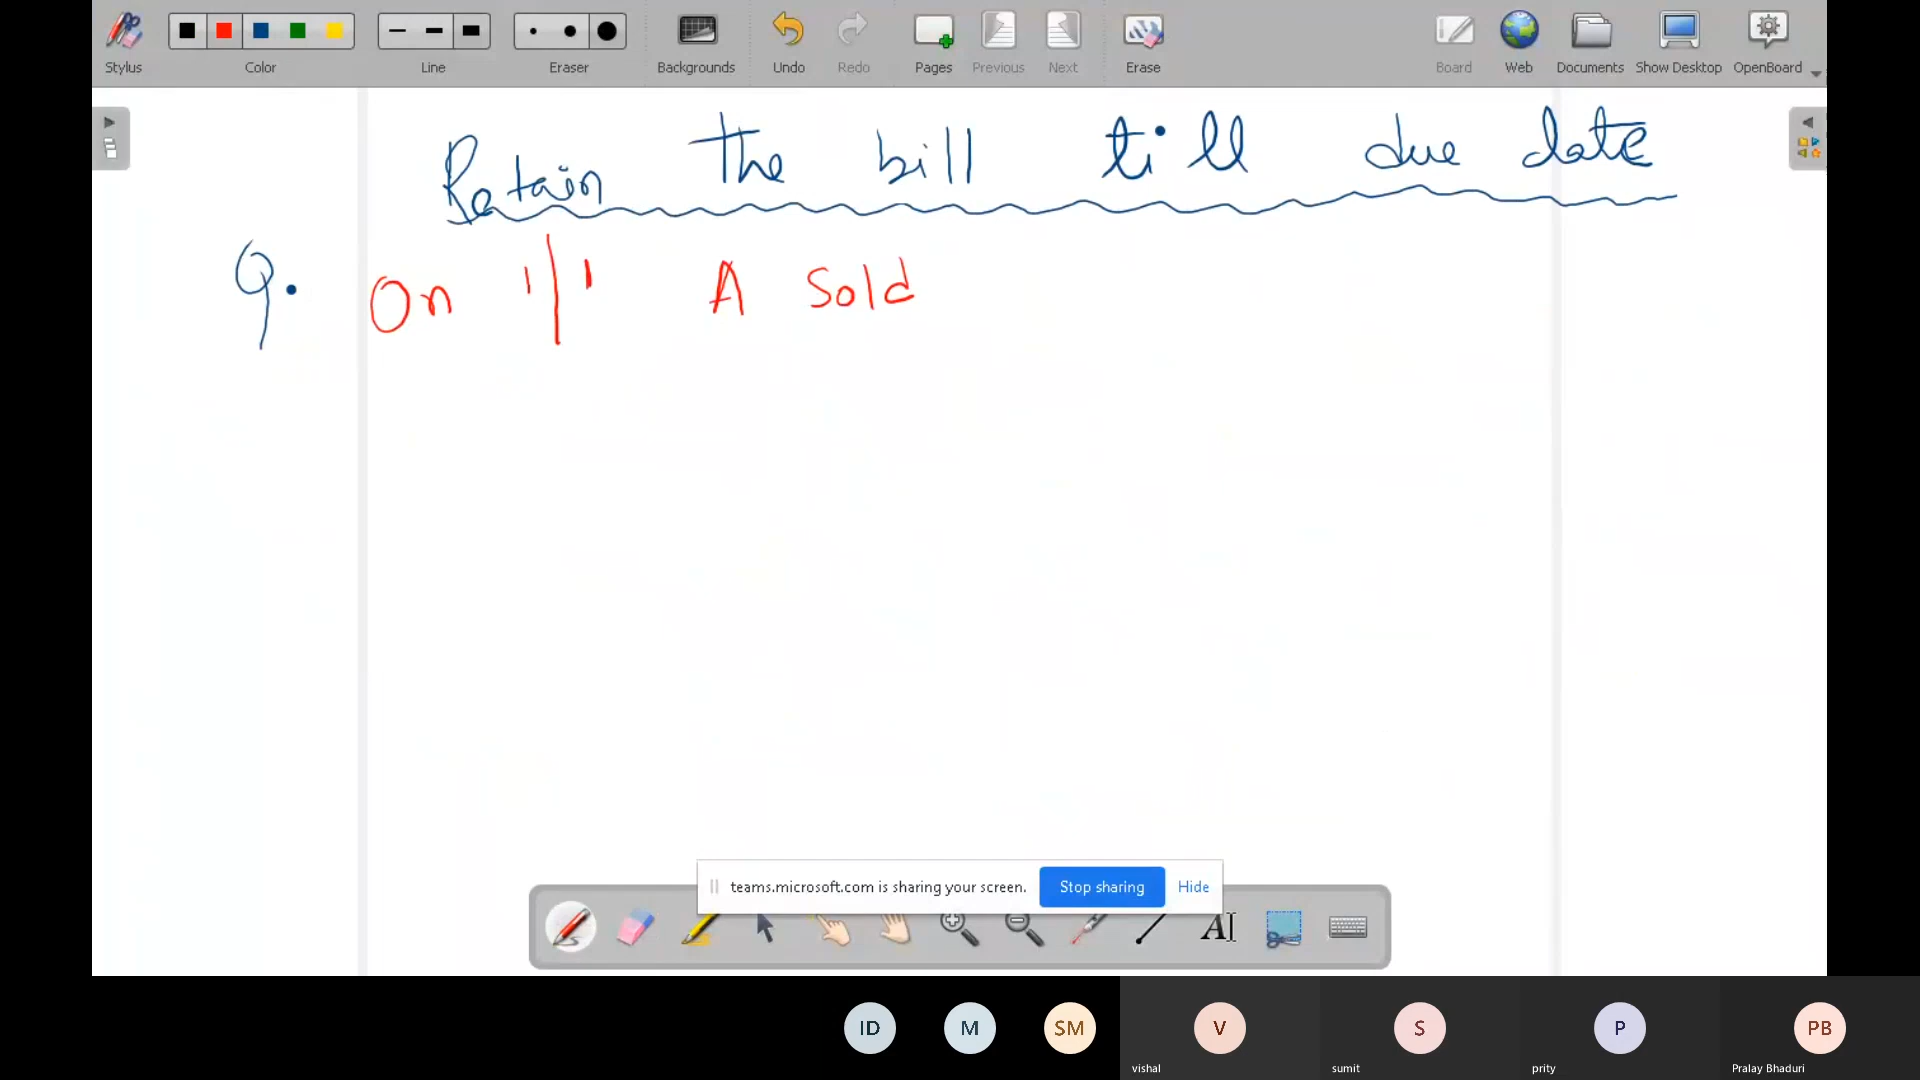 Stylus
Color
Line
Eraser
Backgrounds
Undo
Redo
Pages
Previous
Next
Erase
Board
Web
Documents
Show Desktop
OpenBoard
Retain the bill till due date
Q. On 1/1 A Sold
teams.microsoft.com is sharing your screen. Stop sharing Hide
AI
ID M SM V S P PB
vishal sumit prity Pralay Bhaduri